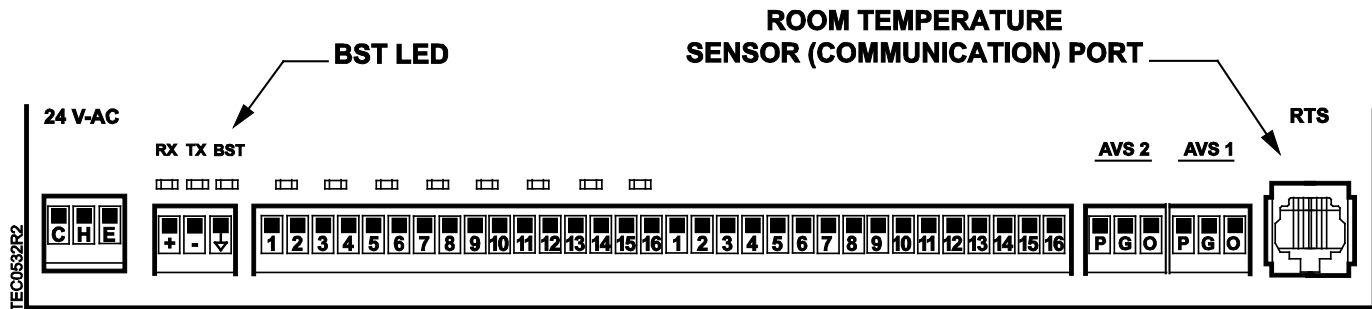 ROOM TEMPERATURE
SENSOR (COMMUNICATION) PORT
BST LED
24 V-AC
RTS
RX TX BST
AVS 2 AVS 1
C H E
+ -
1 2 3 4 5 6 7 8 9 10 11 12 13 14 15 16 1 2 3 4 5 6 7 8 9 10 11 12 13 14 15 16
P G O P G O
TEC0532R2